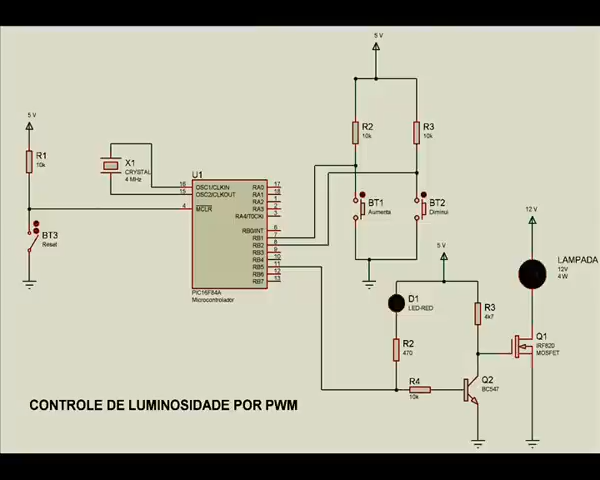 5 V
R2
10k
R3
10k
5 V
R1
10k
X1
CRYSTAL
4 MHz
BT3
Reset
U1
16
15
4
OSC1/CLKIN
OSC2/CLKOUT
MCLR
RA0
RA1
RA2
RA3
RA4/T0CKI
RB0/INT
RB1
RB2
RB3
RB4
RB5
RB6
RB7
17
18
1
2
3
6
7
8
9
10
11
12
13
PIC16F84A
Microcontrolador
BT1
Aumenta
BT2
Diminui
5 V
12 V
LAMPADA
12V
4 W
D1
LED-RED
R3
4k7
R2
470
R4
10k
Q1
IRF820
MOSFET
Q2
BC547
CONTROLE DE LUMINOSIDADE POR PWM